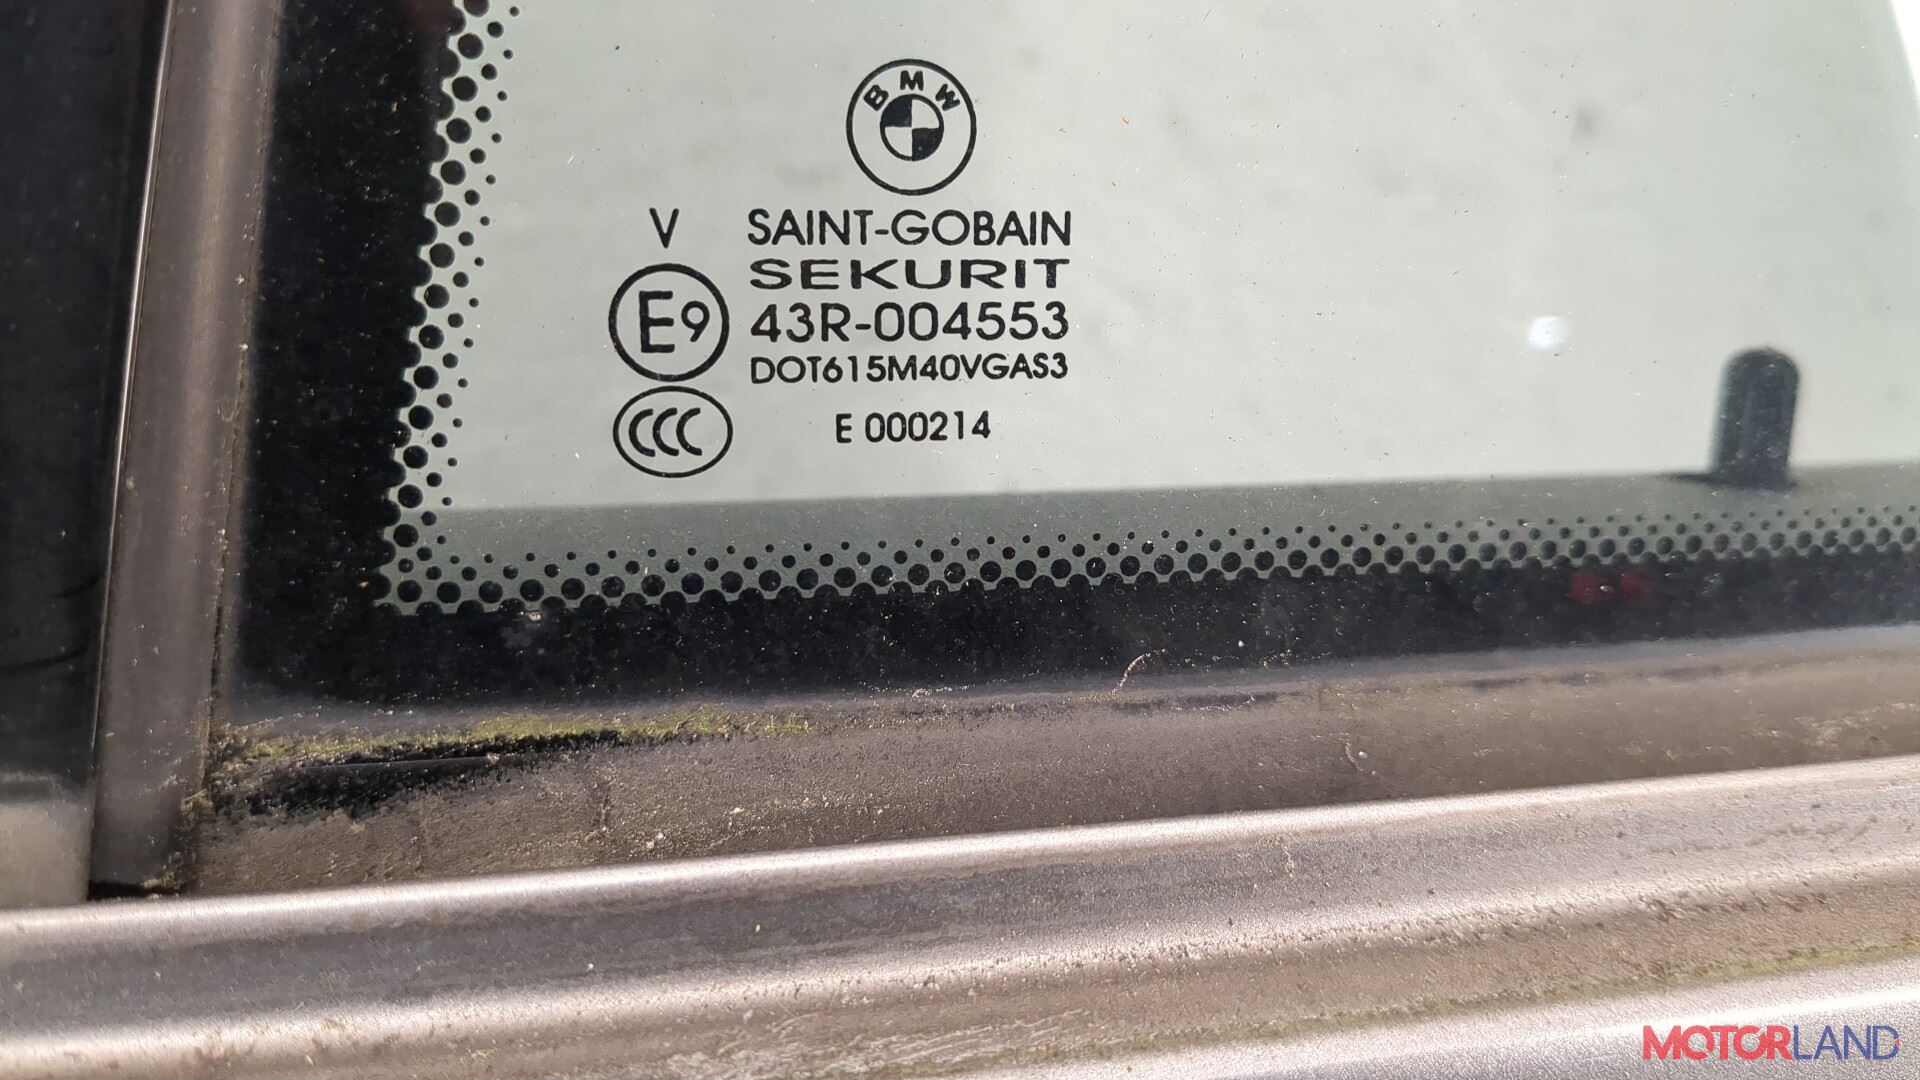 BMW
V
SAINT-GOBAIN
SEKURIT
E9
43R-004553
DOT615M40VGAS3
CCC
E 000214
MOTORLAND